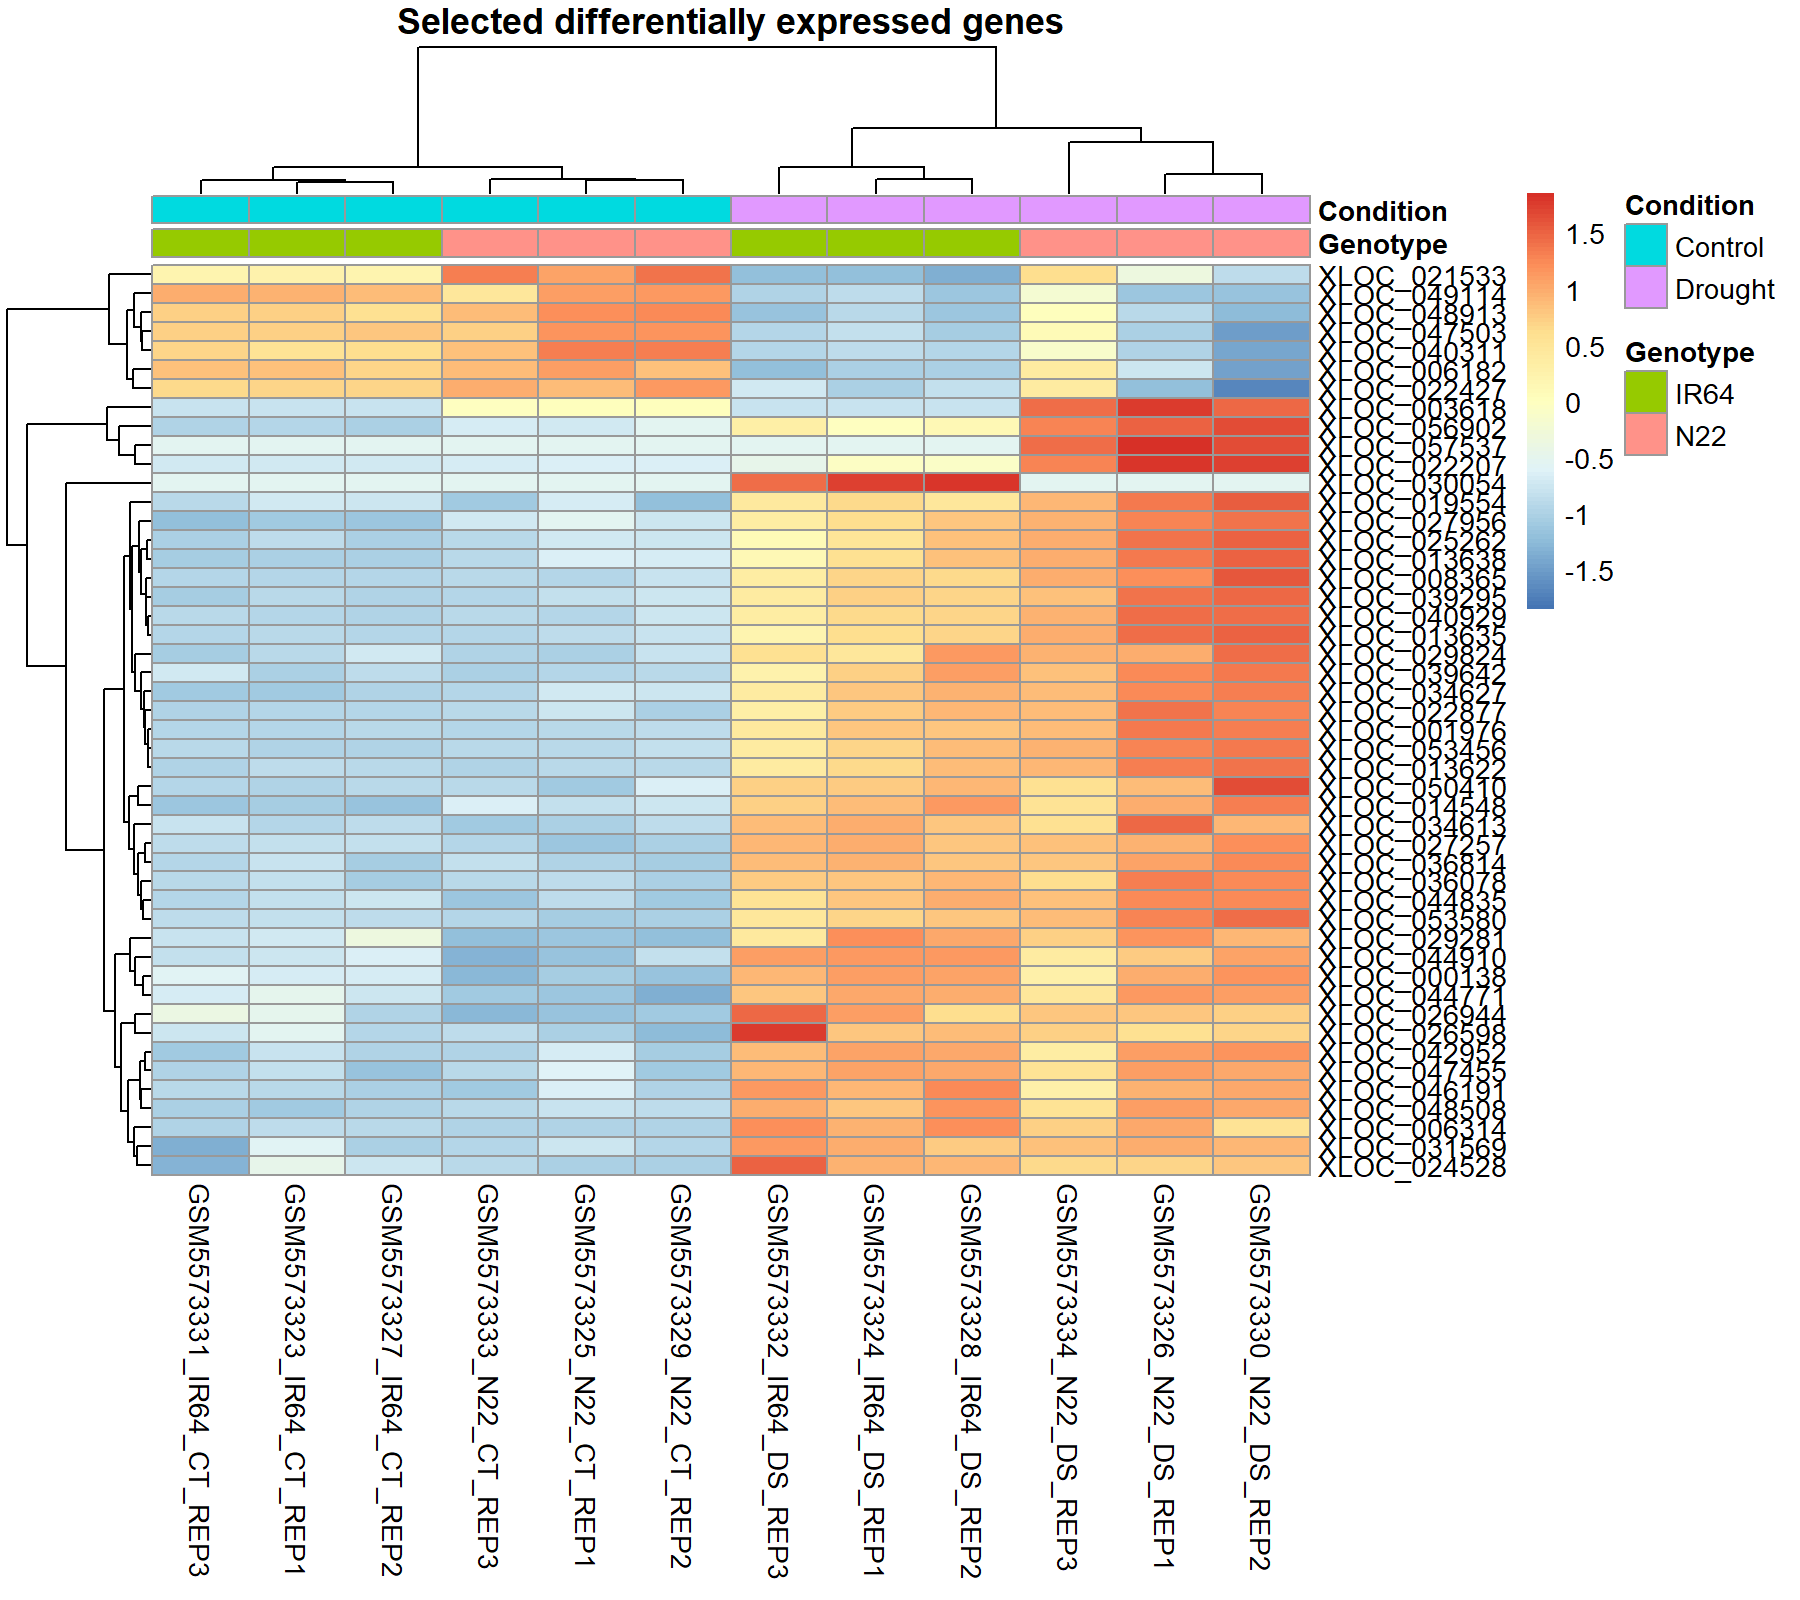 Selected differentially expressed genes
Condition
Genotype
XLOC_021533
XLOC_049114
XLOC_048913
XLOC_047503
XLOC_040311
XLOC_006182
XLOC_022427
XLOC_003618
XLOC_056902
XLOC_057537
XLOC_022207
XLOC_030054
XLOC_019554
XLOC_027956
XLOC_025262
XLOC_013638
XLOC_008365
XLOC_039295
XLOC_040929
XLOC_013635
XLOC_029824
XLOC_039642
XLOC_034627
XLOC_022877
XLOC_001976
XLOC_053456
XLOC_013622
XLOC_050410
XLOC_014548
XLOC_034613
XLOC_027257
XLOC_036814
XLOC_036078
XLOC_044835
XLOC_053580
XLOC_029281
XLOC_044910
XLOC_000138
XLOC_044771
XLOC_026944
XLOC_026598
XLOC_042952
XLOC_047455
XLOC_046191
XLOC_048508
XLOC_006314
XLOC_031569
XLOC_024528
GSM5573331_IR64_CT_REP3
GSM5573323_IR64_CT_REP1
GSM5573327_IR64_CT_REP2
GSM5573333_N22_CT_REP3
GSM5573325_N22_CT_REP1
GSM5573329_N22_CT_REP2
GSM5573332_IR64_DS_REP3
GSM5573324_IR64_DS_REP1
GSM5573328_IR64_DS_REP2
GSM5573334_N22_DS_REP3
GSM5573326_N22_DS_REP1
GSM5573330_N22_DS_REP2
1.5
1
0.5
0
-0.5
-1
-1.5
Condition
Control
Drought
Genotype
IR64
N22